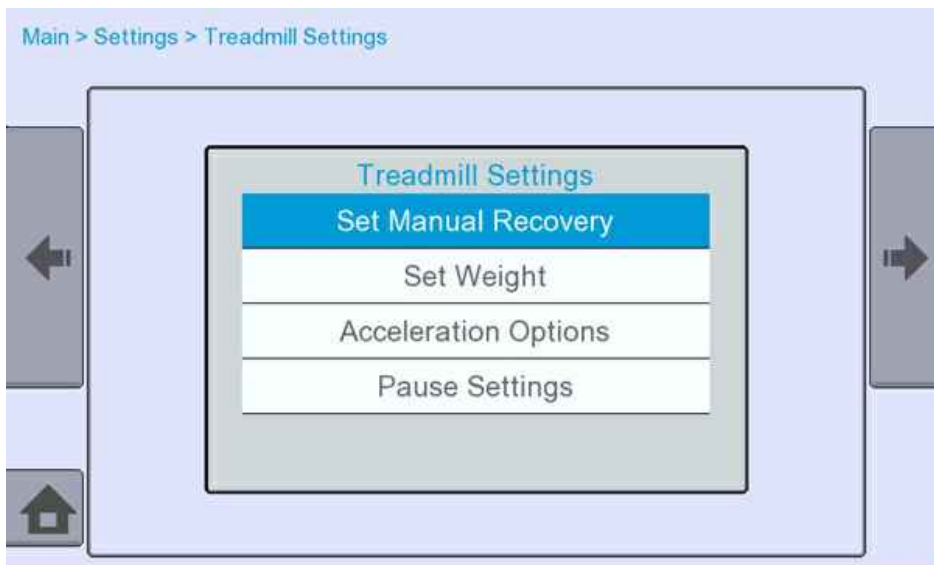 Main > Settings > Treadmill Settings
Treadmill Settings
Set Manual Recovery
Set Weight
Acceleration Options
Pause Settings